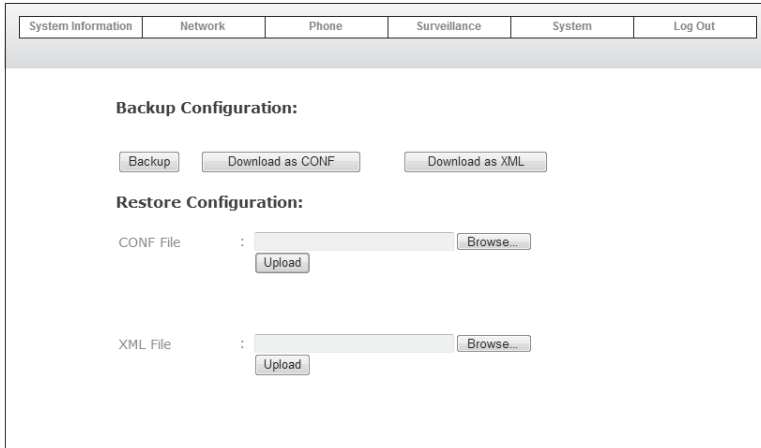 System Information Network Phone Surveillance System Log Out
Backup Configuration:
Backup Download as CONF Download as XML
Restore Configuration:
CONF File : Browse...
Upload
XML File : Browse...
Upload